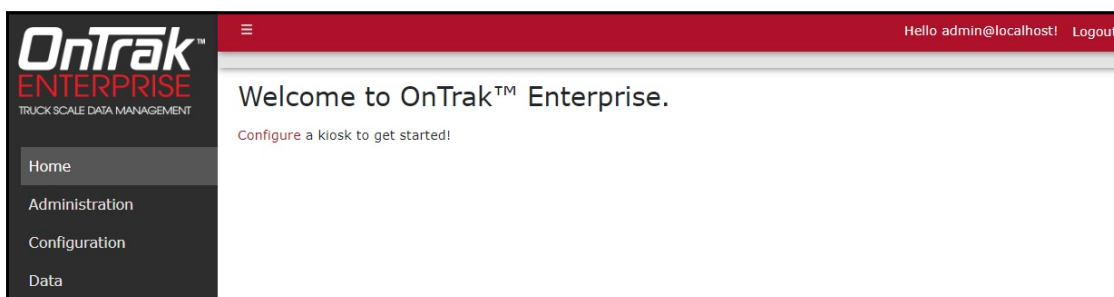 OnTrak™
ENTERPRISE
TRUCK SCALE DATA MANAGEMENT
☰
Hello admin@localhost! Logout
Welcome to OnTrak™ Enterprise.
Configure a kiosk to get started!
Home
Administration
Configuration
Data